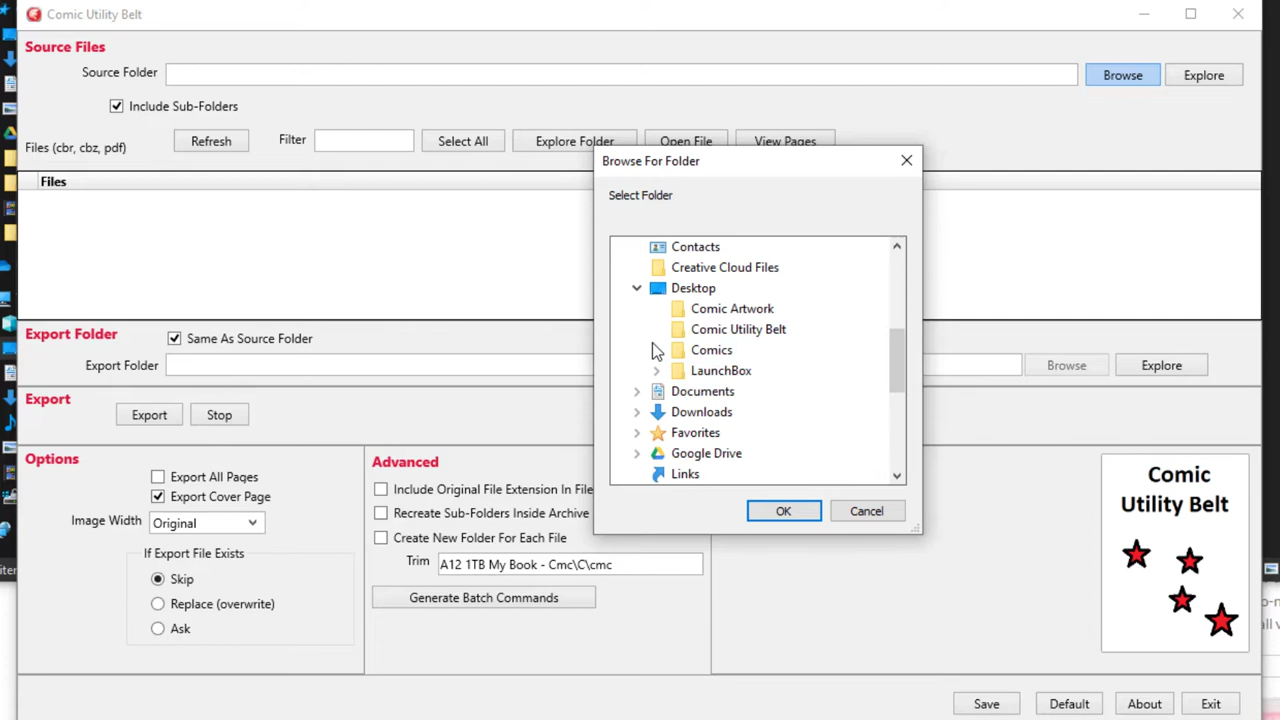 Comic Utility Belt
Source Files
Source Folder
Browse
Explore
Include Sub-Folders
Files (cbr, cbz, pdf)
Refresh
Filter
Select All
Explore Folder
Open File
View Pages
Files
Browse For Folder
Select Folder
Contacts
Creative Cloud Files
Desktop
Comic Artwork
Comic Utility Belt
Comics
LaunchBox
Documents
Downloads
Favorites
Google Drive
Links
OK
Cancel
Export Folder
Same As Source Folder
Export Folder
Browse
Explore
Export
Export
Stop
Options
Export All Pages
Export Cover Page
Image Width
Original
If Export File Exists
Skip
Replace (overwrite)
Ask
Advanced
Include Original File Extension In File
Recreate Sub-Folders Inside Archive
Create New Folder For Each File
Trim
A12 1TB My Book - Cmc\C\cmc
Generate Batch Commands
Comic
Utility Belt
Save
Default
About
Exit